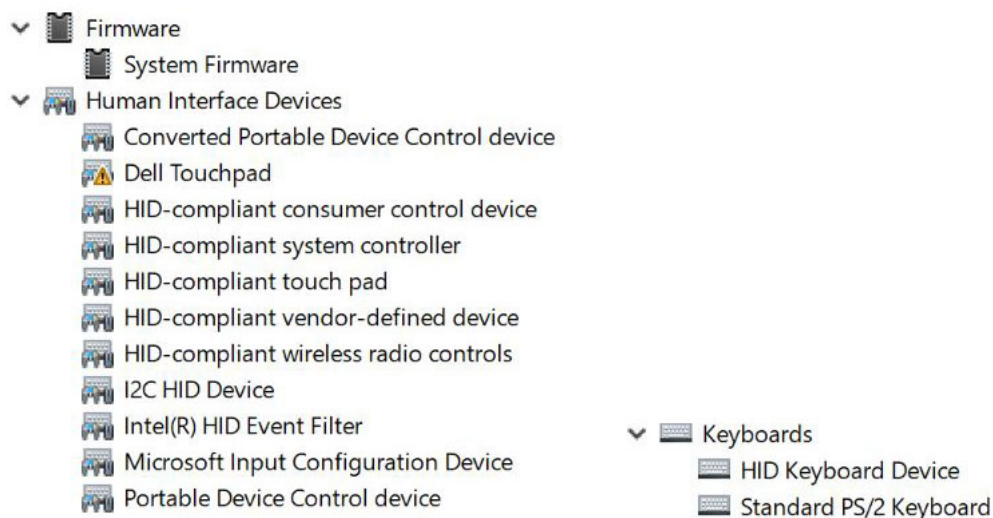 Firmware
System Firmware
Human Interface Devices
Converted Portable Device Control device
Dell Touchpad
HID-compliant consumer control device
HID-compliant system controller
HID-compliant touch pad
HID-compliant vendor-defined device
HID-compliant wireless radio controls
I2C HID Device
Intel(R) HID Event Filter
Microsoft Input Configuration Device
Portable Device Control device
Keyboards
HID Keyboard Device
Standard PS/2 Keyboard